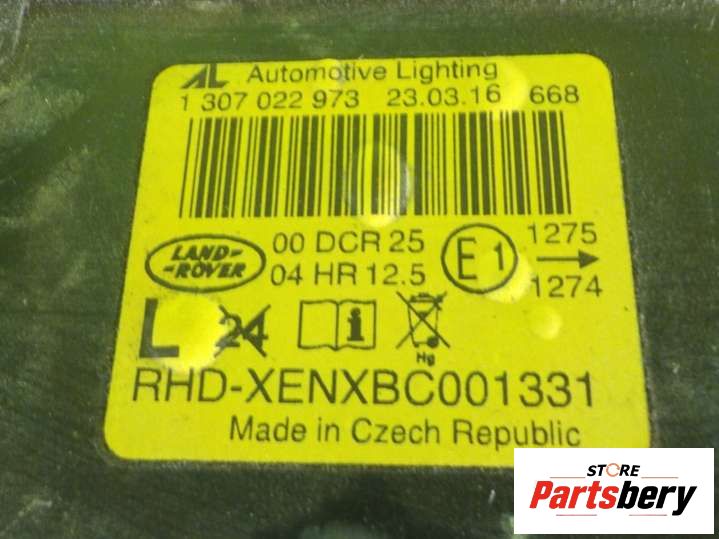 AL Automotive Lighting
1 307 022 973 23.03.16 668
LAND-
-ROVER
00 DCR 25
04 HR 12.5
E1
1275
1274
L 24
i
Hg
RHD-XENXBC001331
Made in Czech Republic
STORE
Partsbery